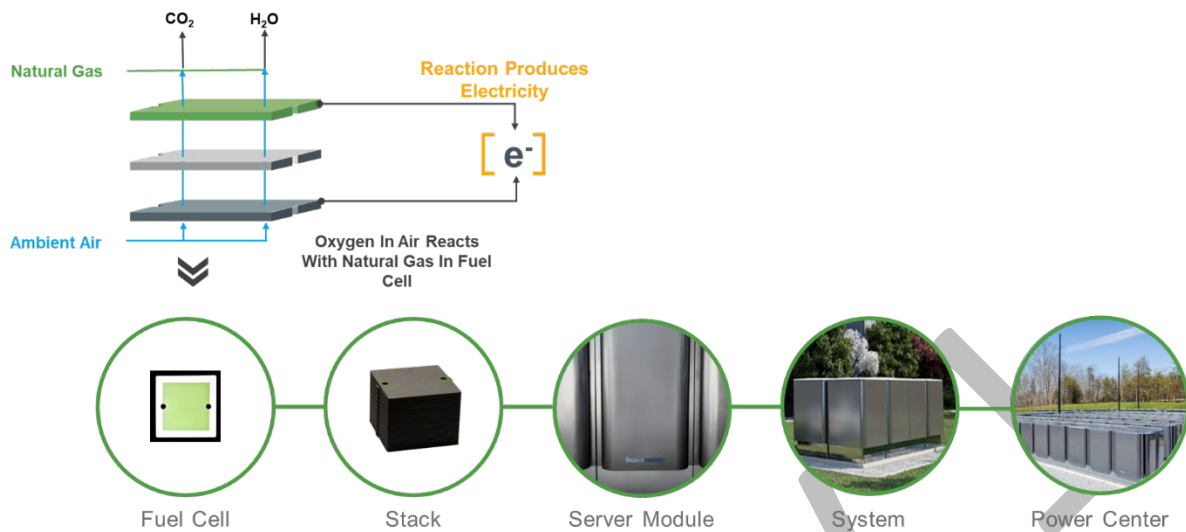 CO₂
H₂O
Natural Gas
Reaction Produces
Electricity
[ e⁻ ]
Ambient Air
Oxygen In Air Reacts
With Natural Gas In Fuel
Cell
Bloomenergy
Fuel Cell
Stack
Server Module
System
Power Center